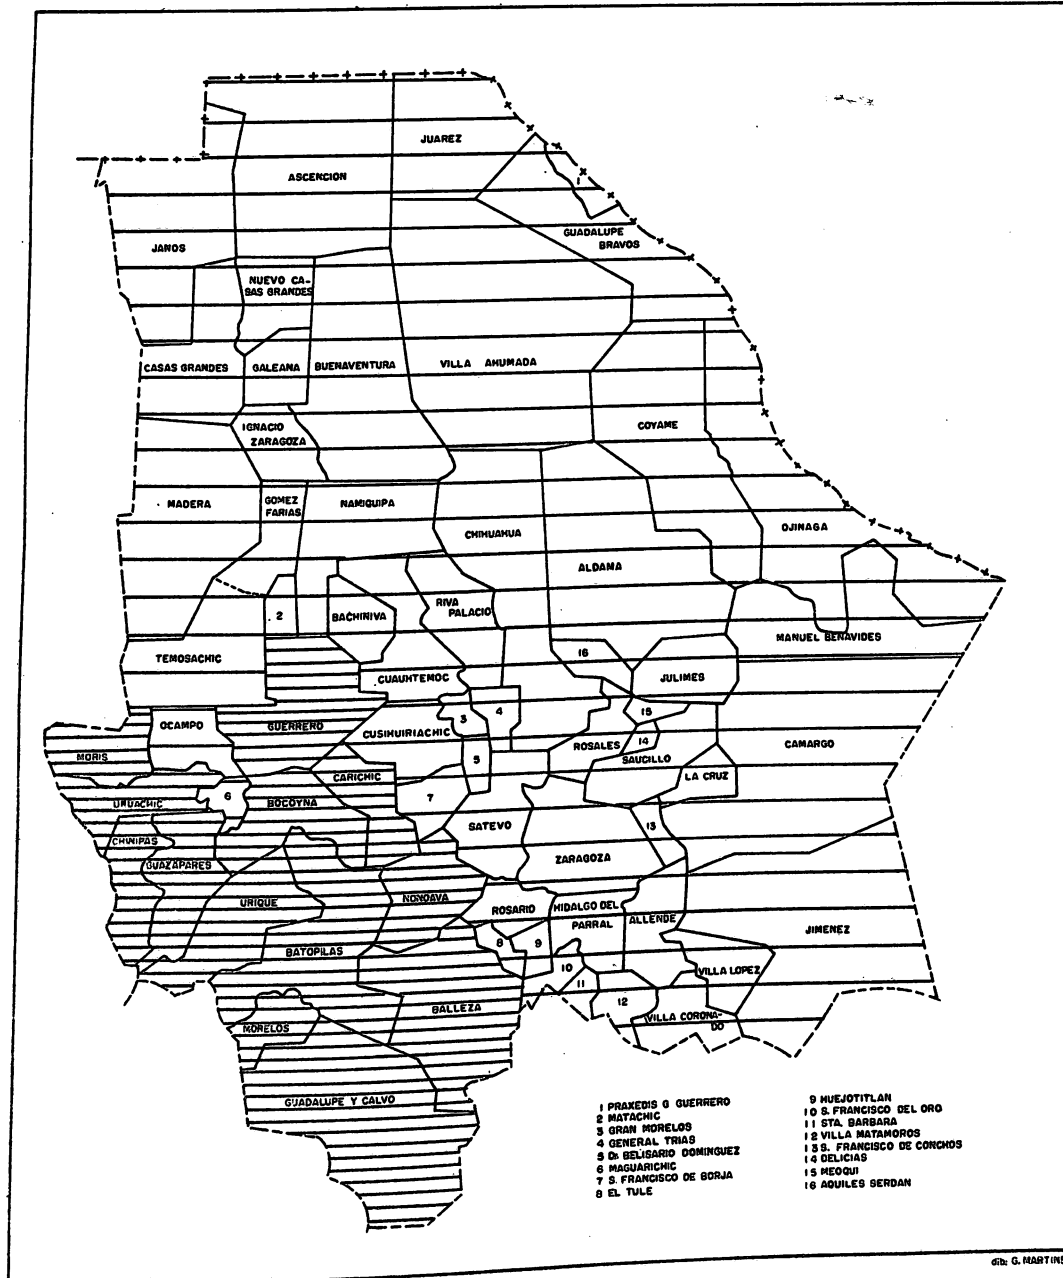 JUAREZ
ASCENCION
1
GUADALUPE
BRAVOS
JANOS
NUEVO CA-
SAS GRANDES
CASAS GRANDES
GALEANA
BUENAVENTURA
VILLA AHUMADA
IGNACIO
ZARAGOZA
COYAME
MADERA
GOMEZ
FARIAS
NAMIQUIPA
CHIHUAHUA
OJINAGA
ALDAMA
2
BACHINIVA
RIVA
PALACIO
MANUEL BENAVIDES
TEMOSACHIC
16
CUAUHTEMOC
JULIMES
OCAMPO
GUERRERO
3
4
15
CUSIHUIRIACHIC
14
ROSALES
CAMARGO
MORIS
5
SAUCILLO
CARICHIC
LA CRUZ
URUACHIC
6
BOCOYNA
7
SATEVO
13
CHINIPAS
GUAZAPARES
ZARAGOZA
URIQUE
NONOAVA
ROSARIO
HIDALGO DEL
PARRAL
ALLENDE
JIMENEZ
8
9
BATOPILAS
10
VILLA LOPEZ
11
12
BALLEZA
VILLA CORONA-
DO
MORELOS
GUADALUPE Y CALVO
1 PRAXEDIS G GUERRERO
2 MATACHIC
3 GRAN MORELOS
4 GENERAL TRIAS
5 Dr. BELISARIO DOMINGUEZ
6 MAGUARICHIC
7 S. FRANCISCO DE BORJA
8 EL TULE
9 HUEJOTITLAN
10 S. FRANCISCO DEL ORO
11 STA. BARBARA
12 VILLA MATAMOROS
13 S. FRANCISCO DE CONCHOS
14 DELICIAS
15 MEOQUI
16 AQUILES SERDAN
dib: G. MARTINE